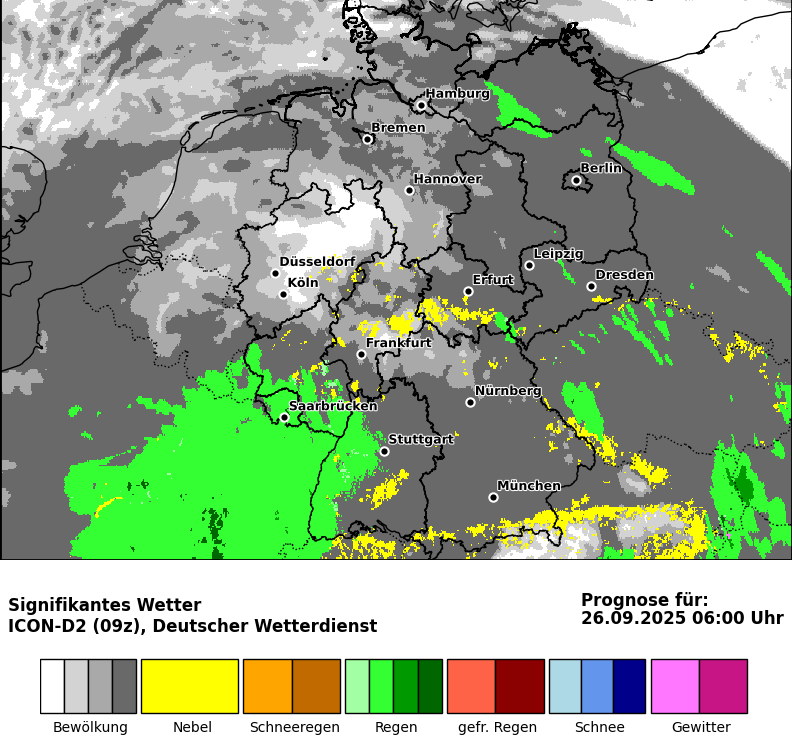 Hamburg
Bremen
Berlin
Hannover
Leipzig
Düsseldorf
Dresden
Köln
Erfurt
Frankfurt
Nürnberg
Saarbrücken
Stuttgart
München
Signifikantes Wetter
ICON-D2 (09z), Deutscher Wetterdienst
Prognose für:
26.09.2025 06:00 Uhr
Bewölkung Nebel Schneeregen Regen gefr. Regen Schnee Gewitter